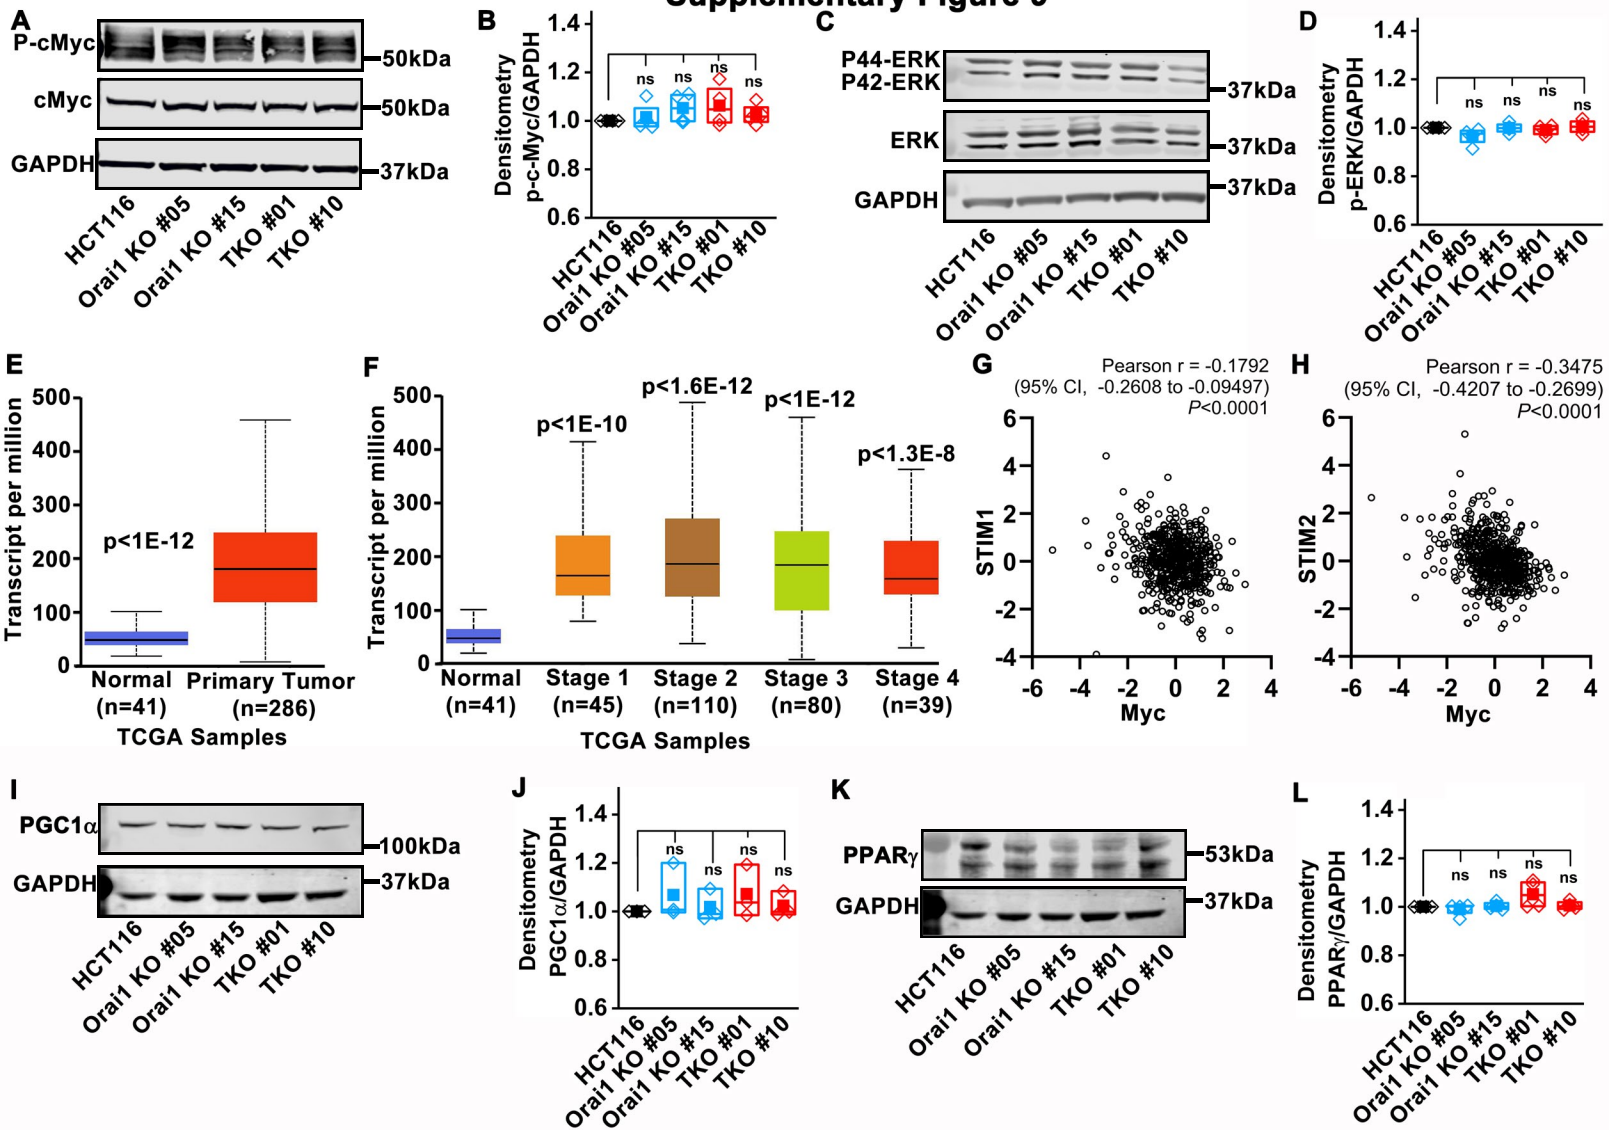 Supplementary Figure
A
P-cMyc
50kDa
cMyc
50kDa
GAPDH
37kDa
HCT116
Orai1 KO #05
Orai1 KO #15
TKO #01
TKO #10
B
Densitometry
p-c-Myc/GAPDH
1.4
1.2
1.0
0.8
0.6
ns
ns
ns
ns
HCT116
Orai1 KO #05
Orai1 KO #15
TKO #01
TKO #10
C
P44-ERK
P42-ERK
37kDa
ERK
37kDa
GAPDH
37kDa
HCT116
Orai1 KO #05
Orai1 KO #15
TKO #01
TKO #10
D
Densitometry
p-ERK/GAPDH
1.4
1.2
1.0
0.8
0.6
ns
ns
ns
ns
HCT116
Orai1 KO #05
Orai1 KO #15
TKO #01
TKO #10
E
Transcript per million
500
400
300
200
100
0
p<1E-12
Normal
(n=41)
Primary Tumor
(n=286)
TCGA Samples
F
Transcript per million
500
400
300
200
100
0
p<1E-10
p<1.6E-12
p<1E-12
p<1.3E-8
Normal
(n=41)
Stage 1
(n=45)
Stage 2
(n=110)
Stage 3
(n=80)
Stage 4
(n=39)
TCGA Samples
G
Pearson r = -0.1792
(95% CI, -0.2608 to -0.09497)
P<0.0001
STIM1
6
4
2
0
-2
-4
-6
-4
-2
0
2
4
Myc
H
Pearson r = -0.3475
(95% CI, -0.4207 to -0.2699)
P<0.0001
STIM2
6
4
2
0
-2
-4
-6
-4
-2
0
2
4
Myc
I
PGC1α
100kDa
GAPDH
37kDa
HCT116
Orai1 KO #05
Orai1 KO #15
TKO #01
TKO #10
J
Densitometry
PGC1α/GAPDH
1.4
1.2
1.0
0.8
0.6
ns
ns
ns
ns
HCT116
Orai1 KO #05
Orai1 KO #15
TKO #01
TKO #10
K
PPARγ
53kDa
GAPDH
37kDa
HCT116
Orai1 KO #05
Orai1 KO #15
TKO #01
TKO #10
L
Densitometry
PPARγ/GAPDH
1.4
1.2
1.0
0.8
0.6
ns
ns
ns
ns
HCT116
Orai1 KO #05
Orai1 KO #15
TKO #01
TKO #10